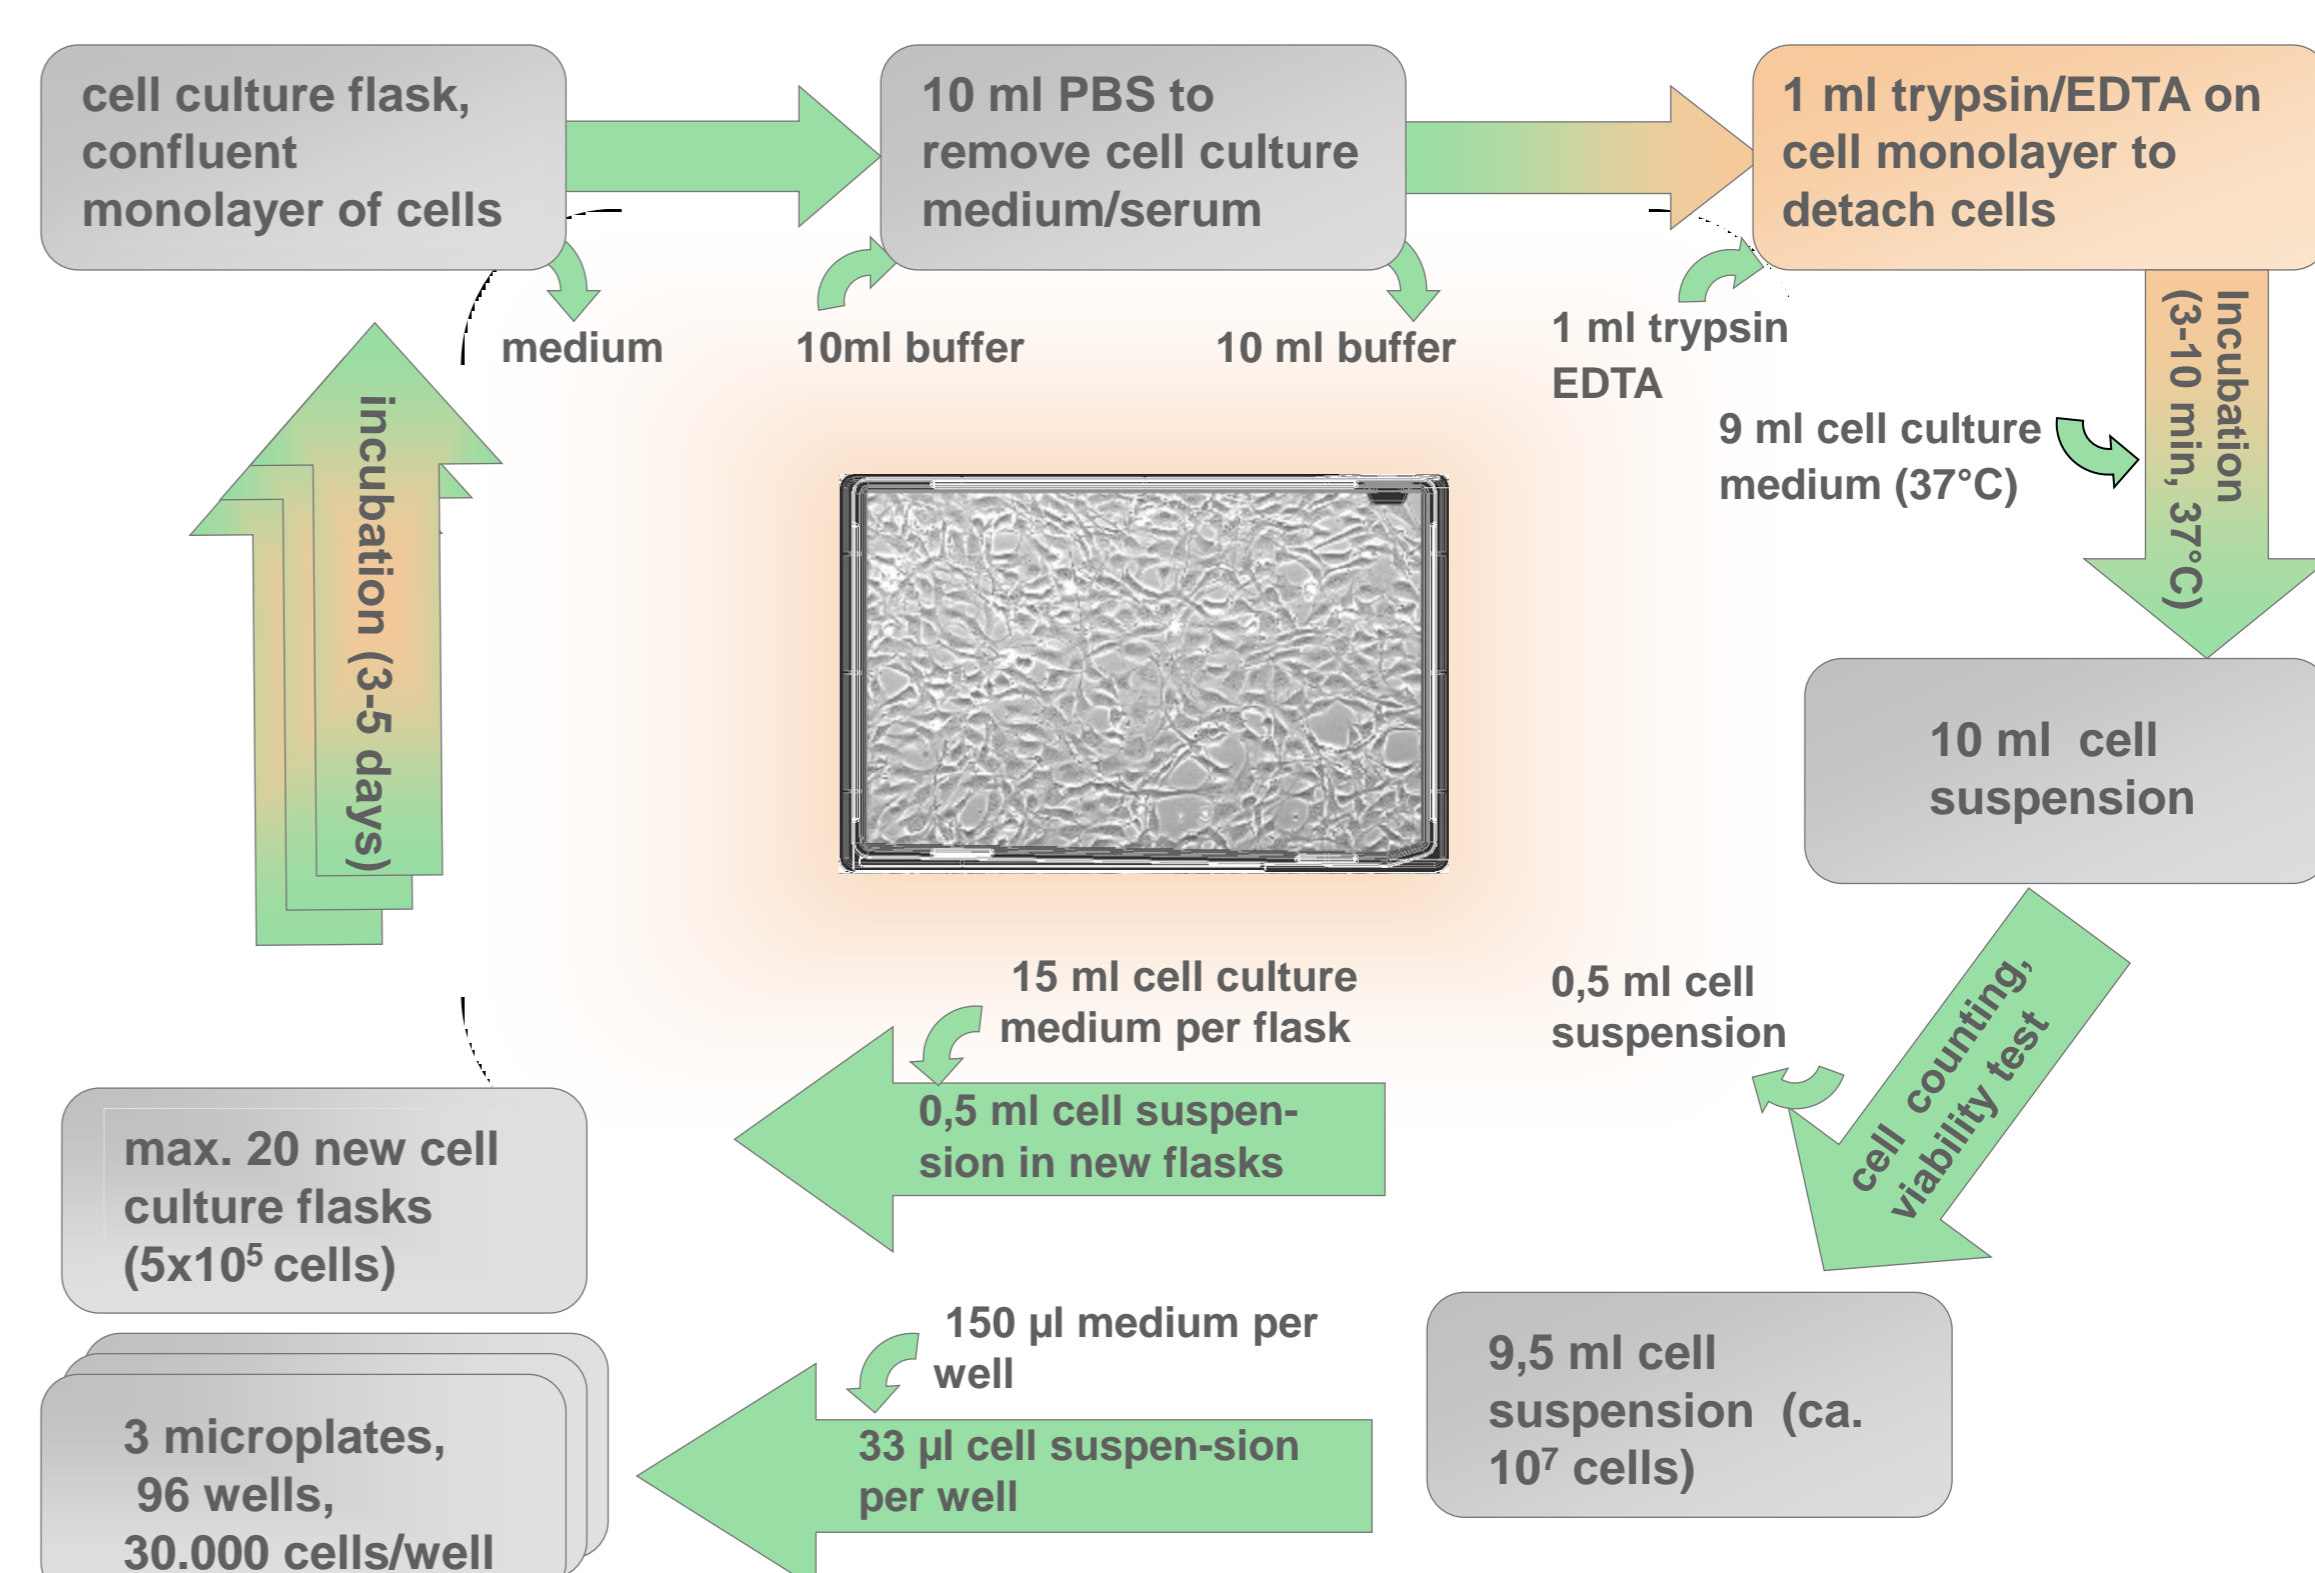 cell culture flask,
confluent
monolayer of cells
10 ml PBS to
remove cell culture
medium/serum
1 ml trypsin/EDTA on
cell monolayer to
detach cells
medium
10ml buffer
10 ml buffer
1 ml trypsin
EDTA
Incubation
(3-10 min, 37°C)
9 ml cell culture
medium (37°C)
incubation (3-5 days)
10 ml cell
suspension
15 ml cell culture
medium per flask
0,5 ml cell
suspension
cell counting,
viability test
0,5 ml cell suspen-
sion in new flasks
max. 20 new cell
culture flasks
(5x10⁵ cells)
150 µl medium per
well
9,5 ml cell
suspension (ca.
10⁷ cells)
33 µl cell suspen-sion
per well
3 microplates,
96 wells,
30.000 cells/well